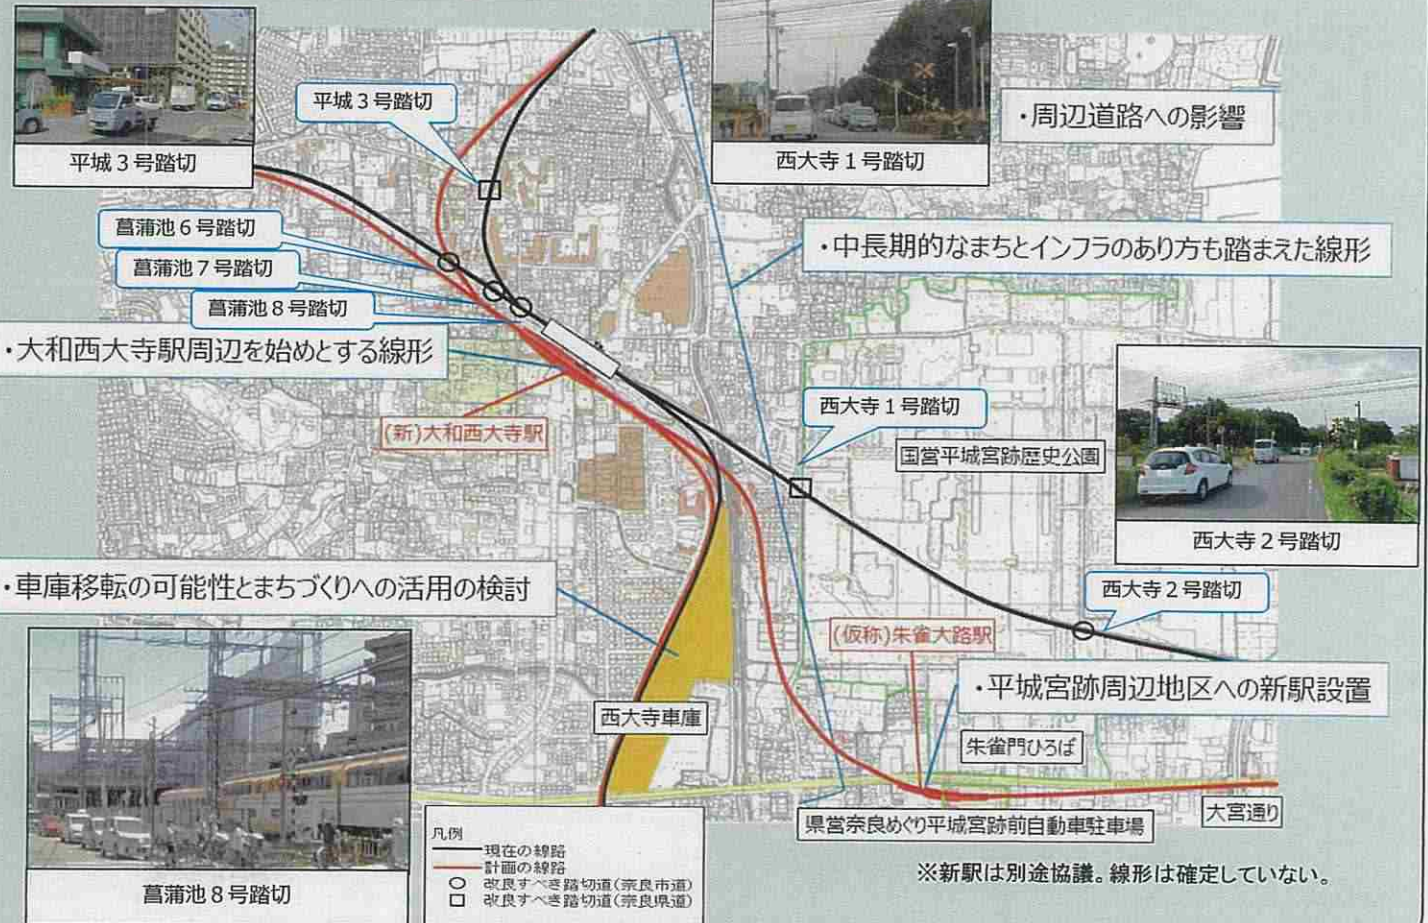 平城3号踏切
西大寺1号踏切
・周辺道路への影響
平城3号踏切
菖蒲池6号踏切
菖蒲池7号踏切
菖蒲池8号踏切
・中長期的なまちとインフラのあり方も踏まえた線形
・大和西大寺駅周辺を始めとする線形
(新)大和西大寺駅
西大寺1号踏切
国営平城宮跡歴史公園
西大寺2号踏切
・車庫移転の可能性とまちづくりへの活用の検討
西大寺2号踏切
(仮称)朱雀大路駅
・平城宮跡周辺地区への新駅設置
西大寺車庫
朱雀門ひろば
県営奈良めぐり平城宮跡前自動車駐車場
大宮通り
菖蒲池8号踏切
凡例
現在の線路
計画の線路
改良すべき踏切道(奈良市道)
改良すべき踏切道(奈良県道)
※新駅は別途協議。線形は確定していない。